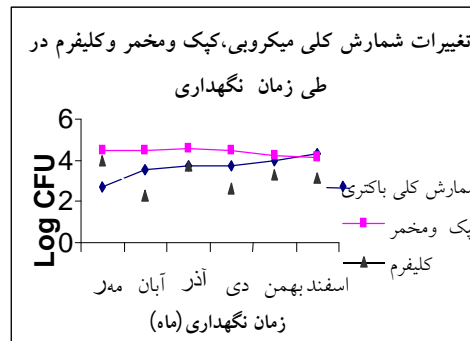 تغییرات شمارش کلی میکروبی،کپک ومخمر وکلیفرم در
طی زمان نگهداری
Log CFU
6
4
2
0
مهر آبان آذر دی بهمن اسفند
زمان نگهداری(ماه)
شمارش کلی باکتری
کپک ومخمر
کلیفرم